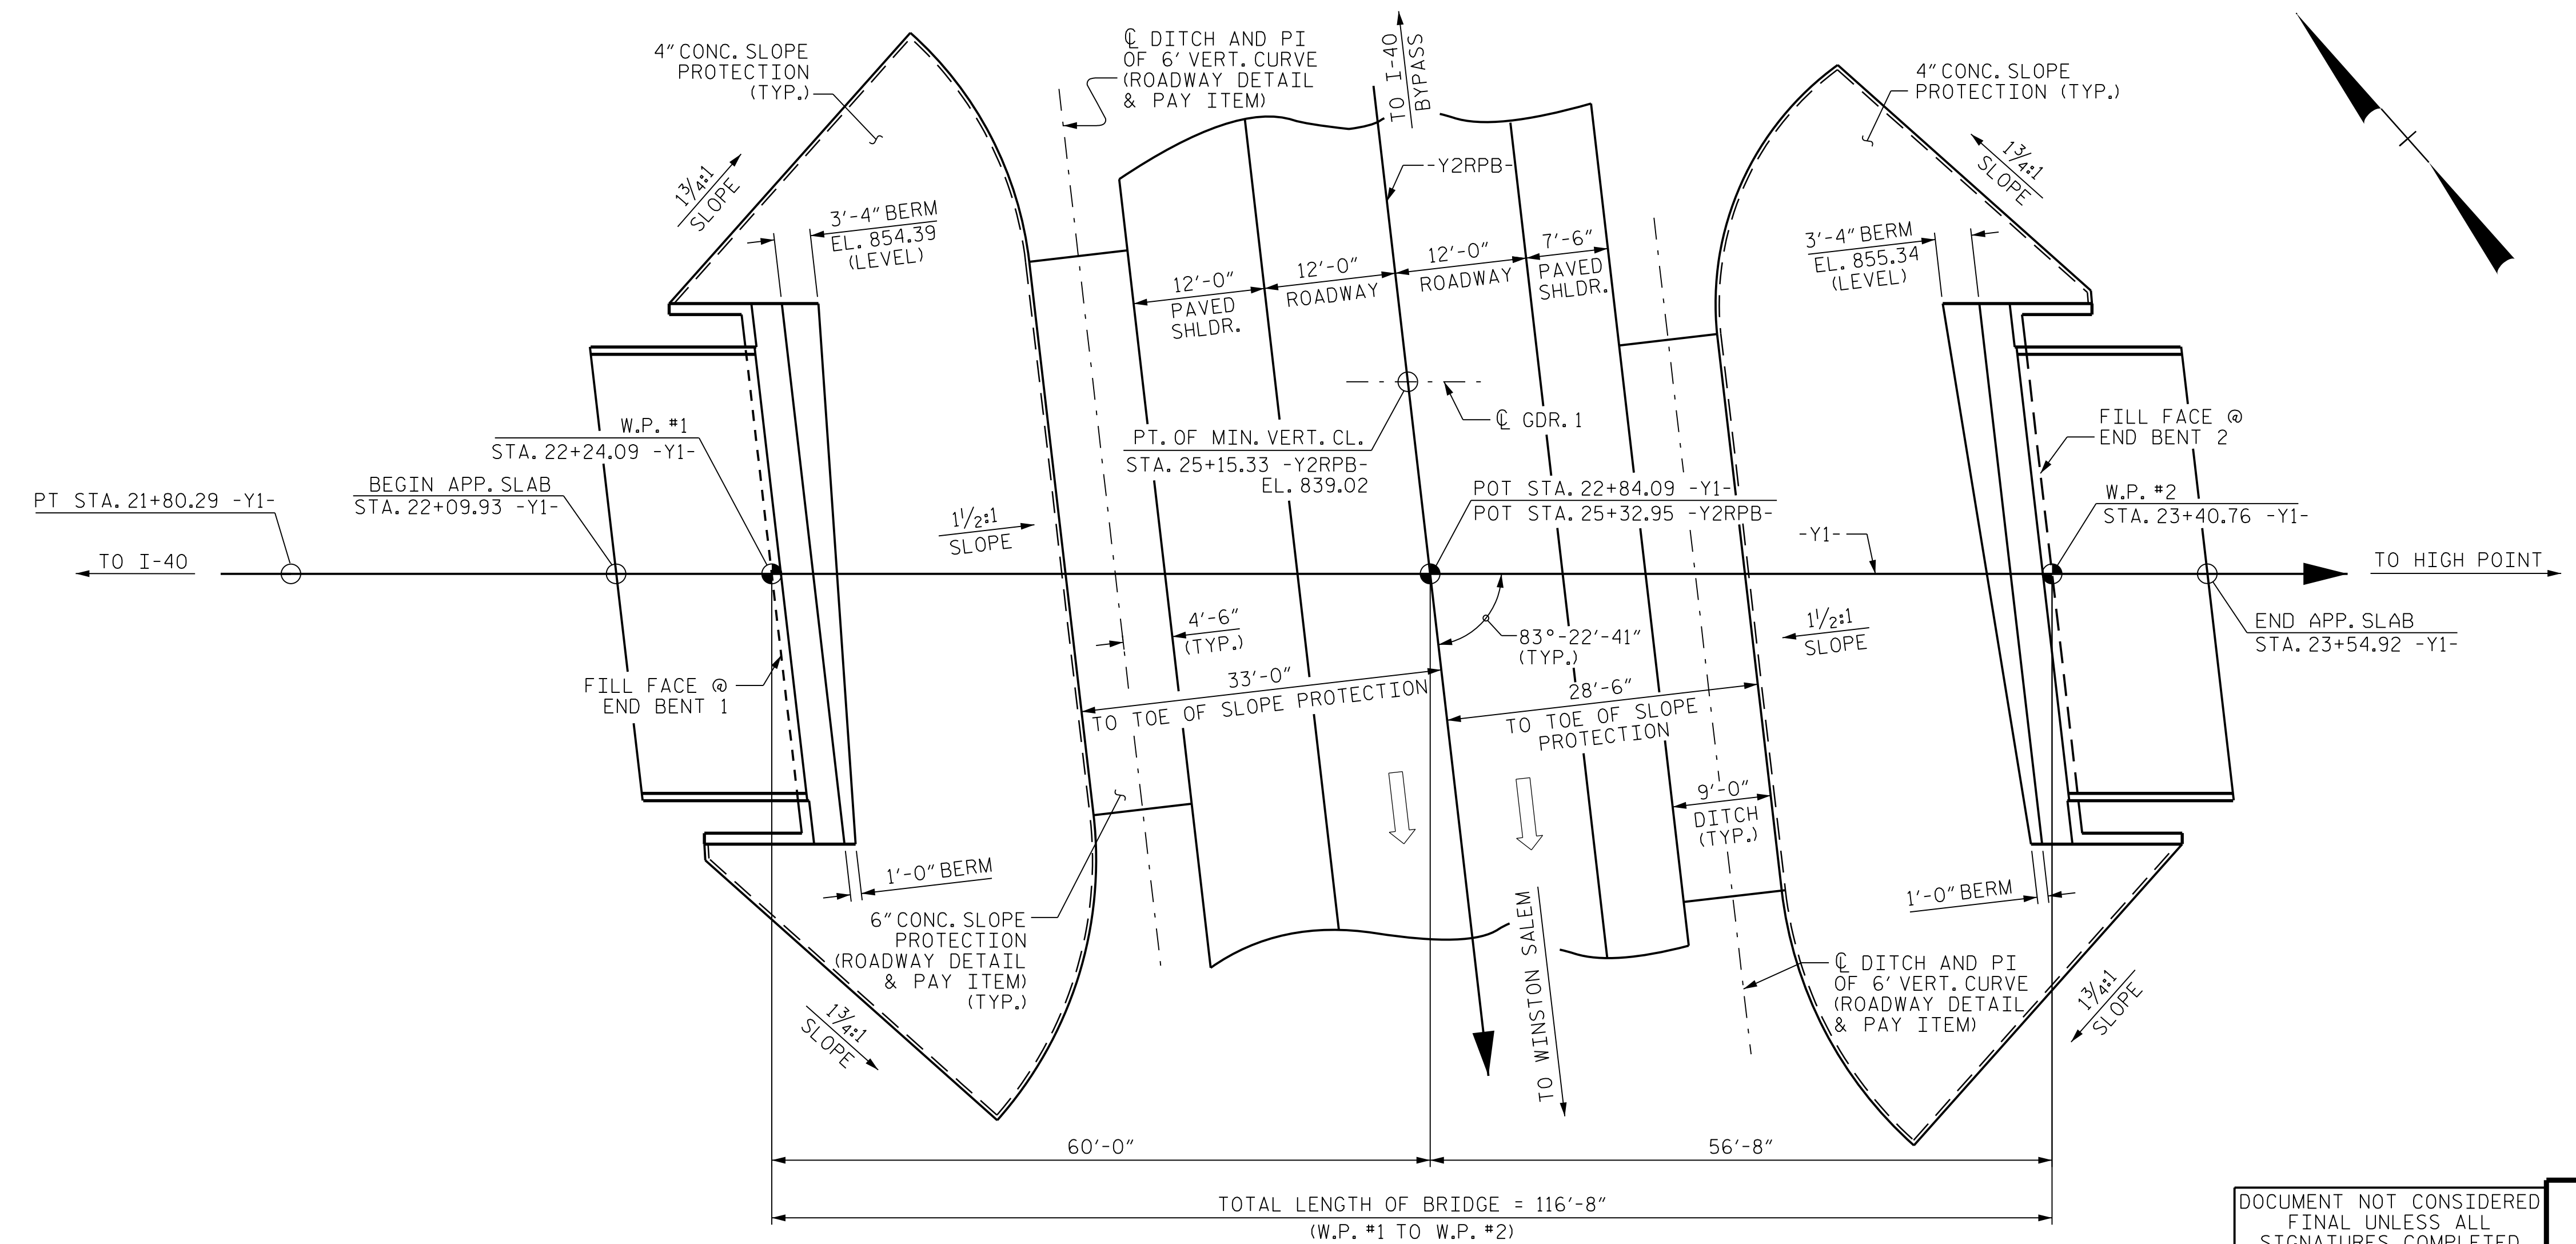 4" CONC. SLOPE
PROTECTION
(TYP.)
℄ DITCH AND PI
OF 6' VERT. CURVE
(ROADWAY DETAIL
& PAY ITEM)
TO I-40
BYPASS
4" CONC. SLOPE
PROTECTION (TYP.)
1¾:1
SLOPE
3'-4" BERM
EL. 854.39
(LEVEL)
-Y2RPB-
12'-0"
PAVED
SHLDR.
12'-0"
ROADWAY
12'-0"
ROADWAY
7'-6"
PAVED
SHLDR.
3'-4" BERM
EL. 855.34
(LEVEL)
1¾:1
SLOPE
℄ GDR. 1
W.P. #1
STA. 22+24.09 -Y1-
PT. OF MIN. VERT. CL.
STA. 25+15.33 -Y2RPB-
EL. 839.02
FILL FACE @
END BENT 2
BEGIN APP. SLAB
STA. 22+09.93 -Y1-
PT STA. 21+80.29 -Y1-
POT STA. 22+84.09 -Y1-
POT STA. 25+32.95 -Y2RPB-
W.P. #2
STA. 23+40.76 -Y1-
1½:1
SLOPE
-Y1-
TO I-40
TO HIGH POINT
4'-6"
(TYP.)
83°-22'-41"
(TYP.)
1½:1
SLOPE
END APP. SLAB
STA. 23+54.92 -Y1-
FILL FACE @
END BENT 1
33'-0"
TO TOE OF SLOPE PROTECTION
28'-6"
TO TOE OF SLOPE
PROTECTION
9'-0"
DITCH
(TYP.)
1'-0" BERM
1'-0" BERM
6" CONC. SLOPE
PROTECTION
(ROADWAY DETAIL
& PAY ITEM)
(TYP.)
TO WINSTON SALEM
℄ DITCH AND PI
OF 6' VERT. CURVE
(ROADWAY DETAIL
& PAY ITEM)
1¾:1
SLOPE
1¾:1
SLOPE
60'-0"
56'-8"
TOTAL LENGTH OF BRIDGE = 116'-8"
(W.P. #1 TO W.P. #2)
DOCUMENT NOT CONSIDERED
FINAL UNLESS ALL
SIGNATURES COMPLETED